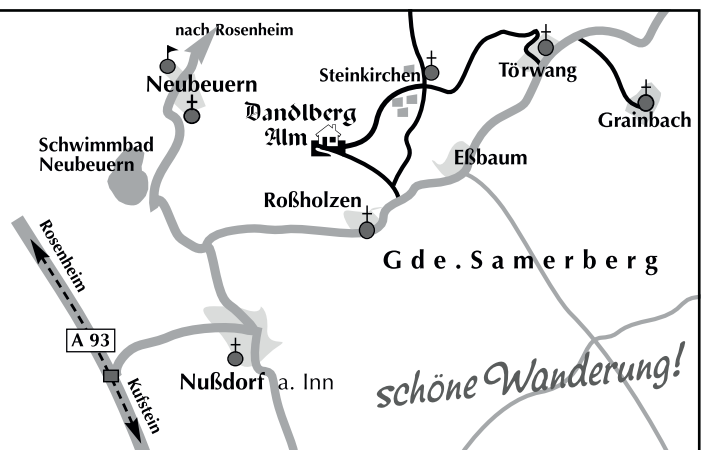 nach Rosenheim
Neubeuern
Steinkirchen
Törwang
Grainbach
Dandlberg
Alm
Schwimmbad
Neubeuern
Eßbaum
Roßholzen
Gde. Samerberg
Rosenheim
A 93
Kufstein
Nußdorf a. Inn
schöne Wanderung!